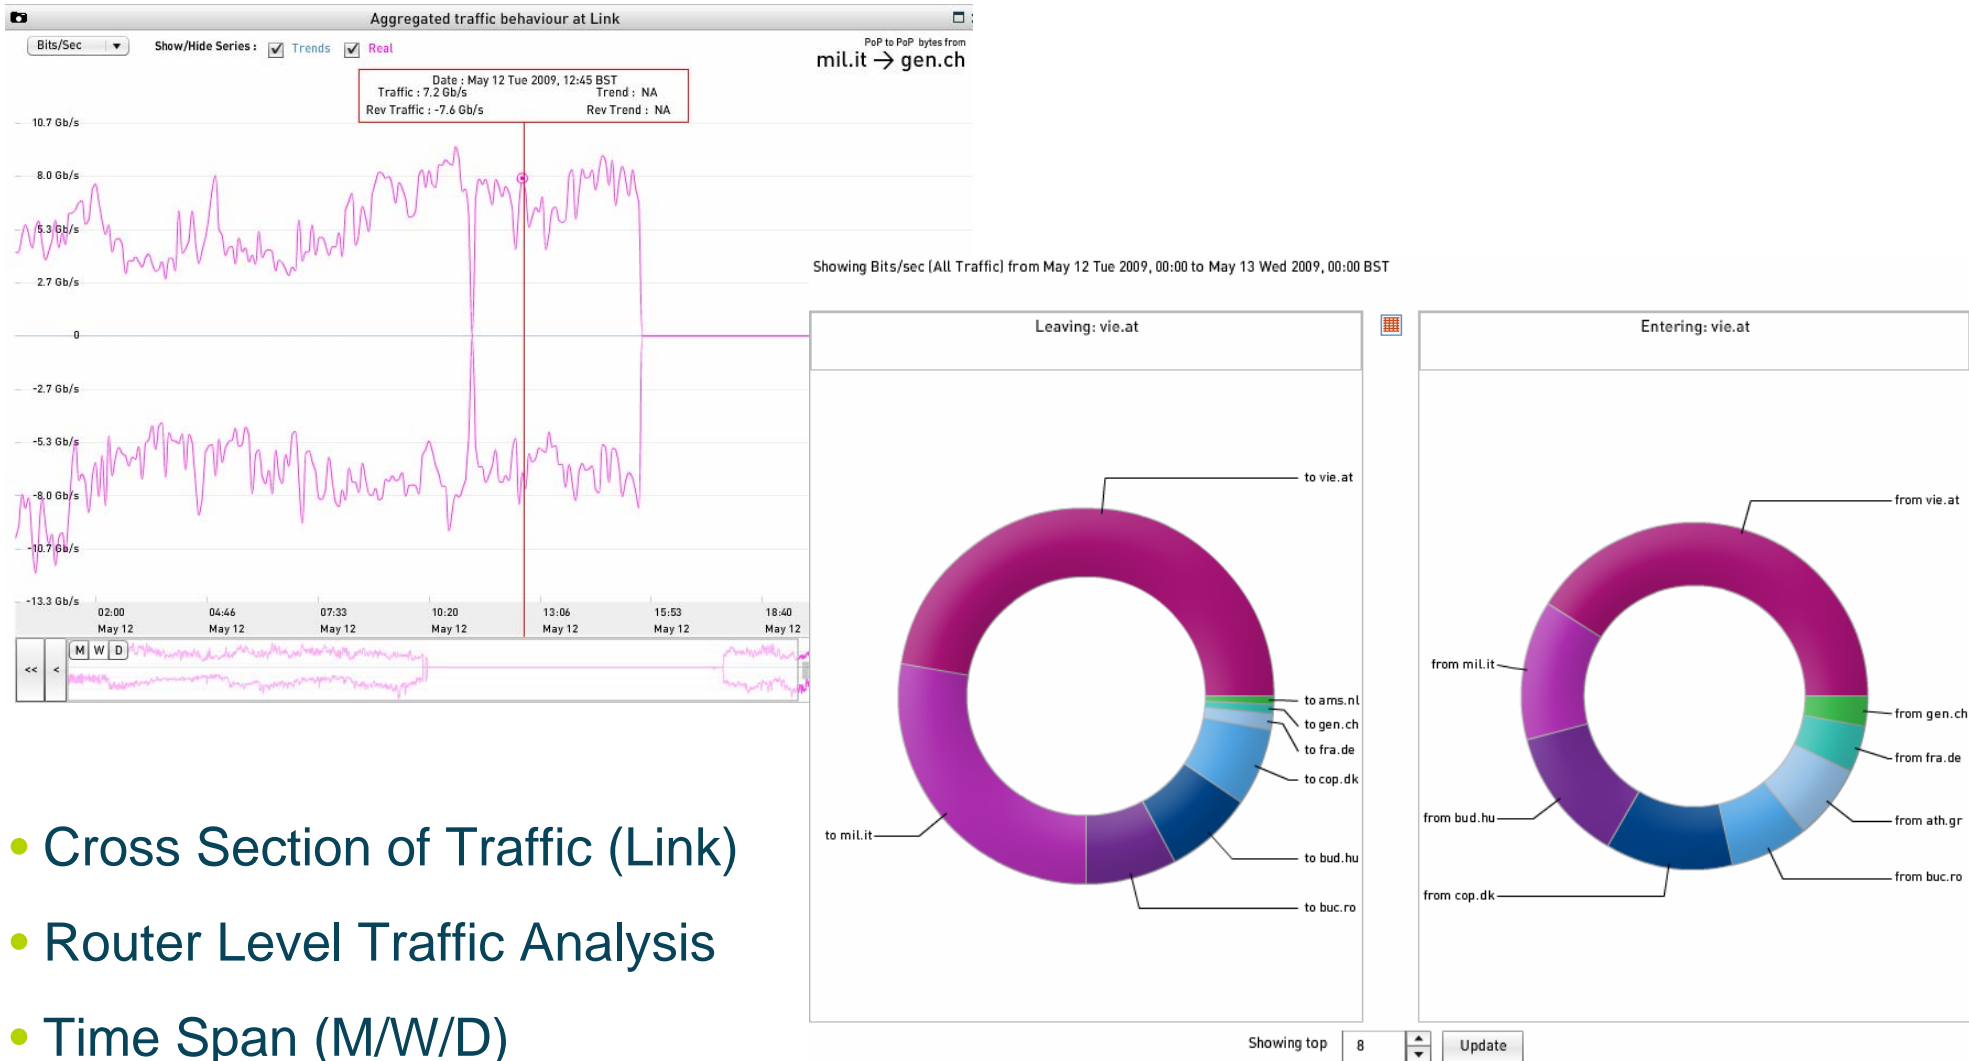 Aggregated traffic behaviour at Link
Bits/Sec
Show/Hide Series :
Trends
Real
PoP to PoP bytes from
mil.it → gen.ch
Date : May 12 Tue 2009, 12:45 BST
Traffic : 7.2 Gb/s
Trend : NA
Rev Traffic : -7.6 Gb/s
Rev Trend : NA
10.7 Gb/s
8.0 Gb/s
5.3 Gb/s
2.7 Gb/s
0
-2.7 Gb/s
-5.3 Gb/s
-8.0 Gb/s
-10.7 Gb/s
-13.3 Gb/s
02:00
May 12
04:46
May 12
07:33
May 12
10:20
May 12
13:06
May 12
15:53
May 12
18:40
May 12
<<
<
M W D
Showing Bits/sec (All Traffic) from May 12 Tue 2009, 00:00 to May 13 Wed 2009, 00:00 BST
Leaving: vie.at
to vie.at
to ams.nl
to gen.ch
to fra.de
to cop.dk
to mil.it
to bud.hu
to buc.ro
Entering: vie.at
from vie.at
from mil.it
from gen.ch
from fra.de
from bud.hu
from ath.gr
from buc.ro
from cop.dk
Showing top
8
Update
• Cross Section of Traffic (Link)
• Router Level Traffic Analysis
• Time Span (M/W/D)